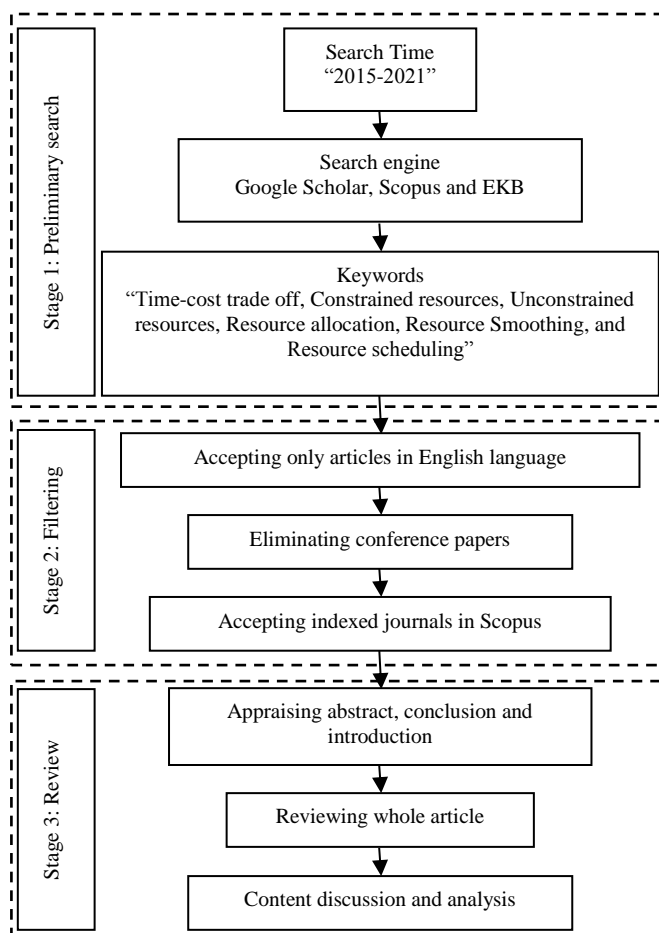 Stage 1: Preliminary search
Search Time
“2015-2021”
Search engine
Google Scholar, Scopus and EKB
Keywords
“Time-cost trade off, Constrained resources, Unconstrained
resources, Resource allocation, Resource Smoothing, and
Resource scheduling”
Stage 2: Filtering
Accepting only articles in English language
Eliminating conference papers
Accepting indexed journals in Scopus
Stage 3: Review
Appraising abstract, conclusion and
introduction
Reviewing whole article
Content discussion and analysis